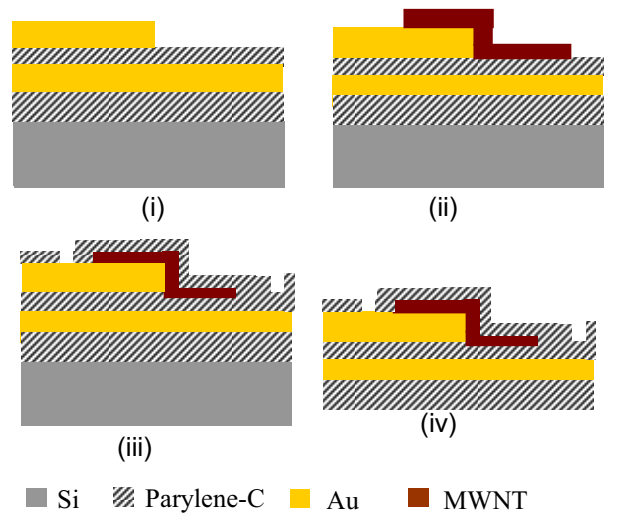 (i)
(ii)
(iii)
(iv)
Si
Parylene-C
Au
MWNT